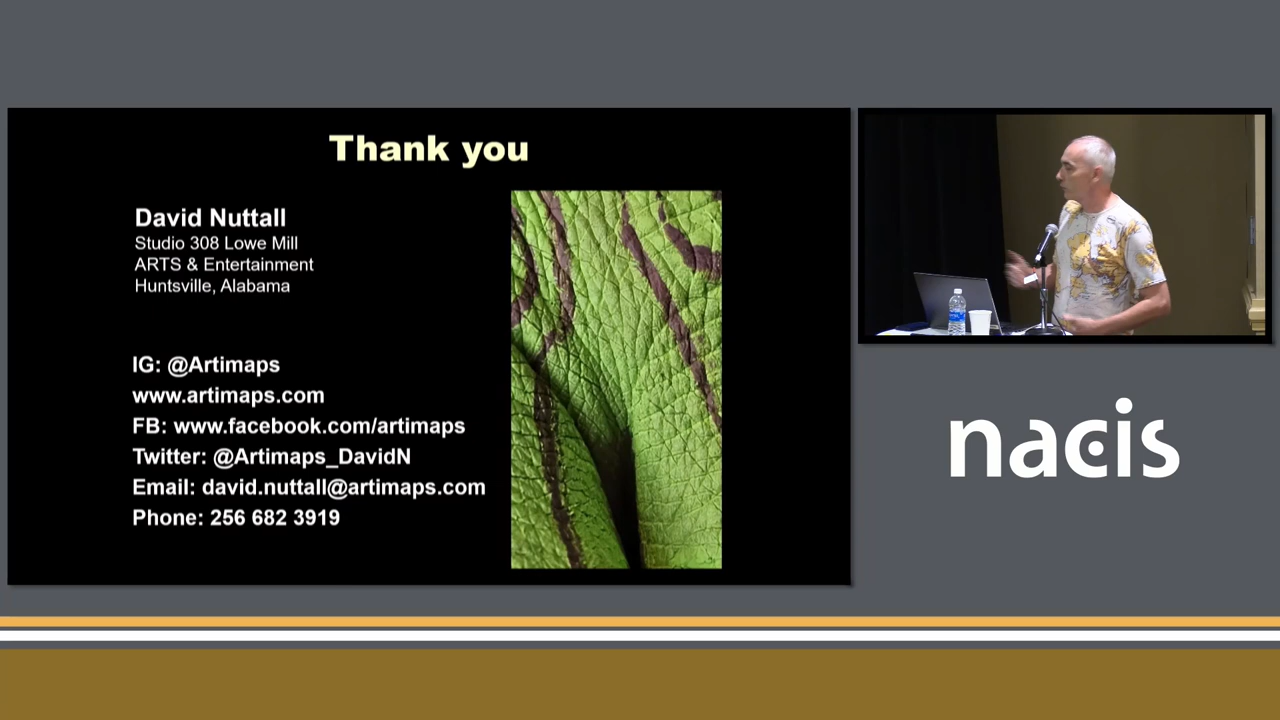 Thank you
David Nuttall
Studio 308 Lowe Mill
ARTS & Entertainment
Huntsville, Alabama
IG: @Artimaps
www.artimaps.com
FB: www.facebook.com/artimaps
Twitter: @Artimaps_DavidN
Email: david.nuttall@artimaps.com
Phone: 256 682 3919
nacis